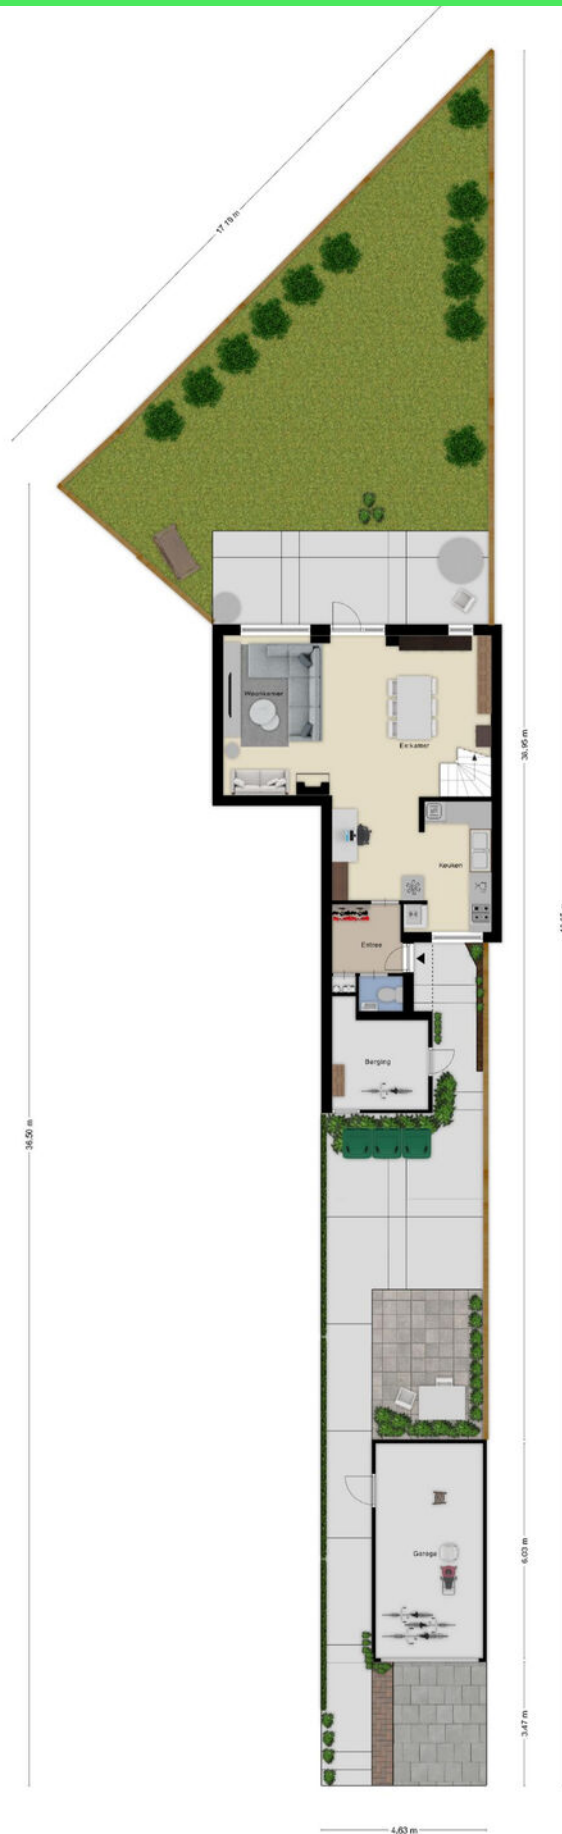 17.19 m
Woonkamer
Eetkamer
38.95 m
Keuken
Entree
Berging
36.50 m
Garage
6.03 m
3.47 m
4.63 m